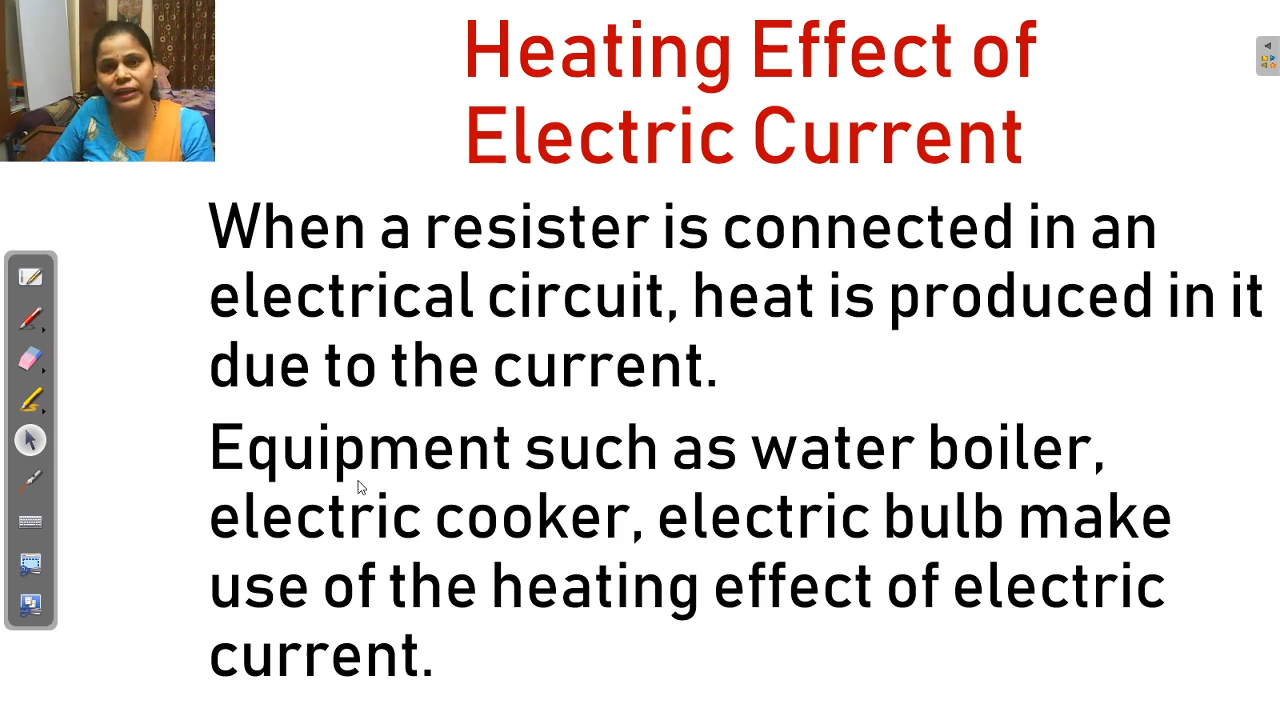 Heating Effect of
Electric Current
When a resister is connected in an
electrical circuit, heat is produced in it
due to the current.
Equipment such as water boiler,
electric cooker, electric bulb make
use of the heating effect of electric
current.